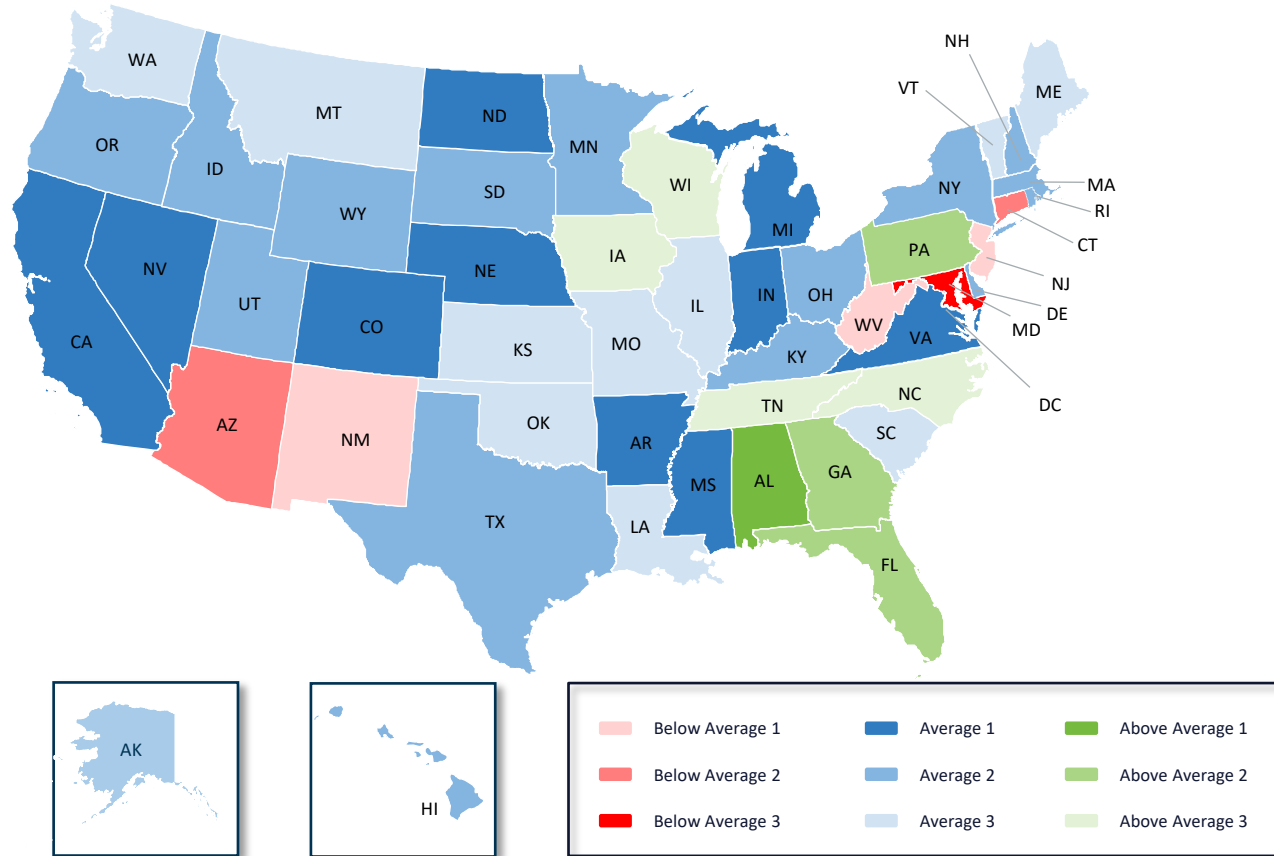 NH
WA
VT
ME
MT
ND
OR
MN
ID
WI
SD
NY
MA
WY
RI
MI
CT
PA
IA
NV
NE
NJ
IN
OH
UT
IL
DE
CO
WV
MD
CA
VA
KS
MO
KY
DC
NC
TN
AZ
OK
SC
NM
AR
GA
MS
AL
TX
LA
FL
AK
HI
Below Average 1
Average 1
Above Average 1
Below Average 2
Average 2
Above Average 2
Below Average 3
Average 3
Above Average 3